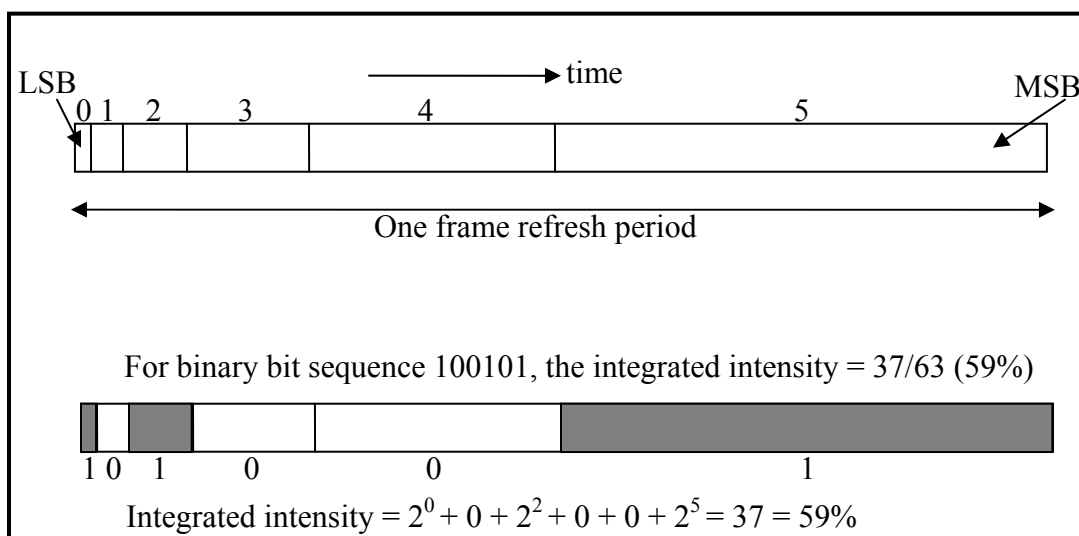 time
LSB
MSB
0 1 2 3 4 5
One frame refresh period
For binary bit sequence 100101, the integrated intensity = 37/63 (59%)
1 0 1 0 0 1
Integrated intensity = 2⁰ + 0 + 2² + 0 + 0 + 2⁵ = 37 = 59%